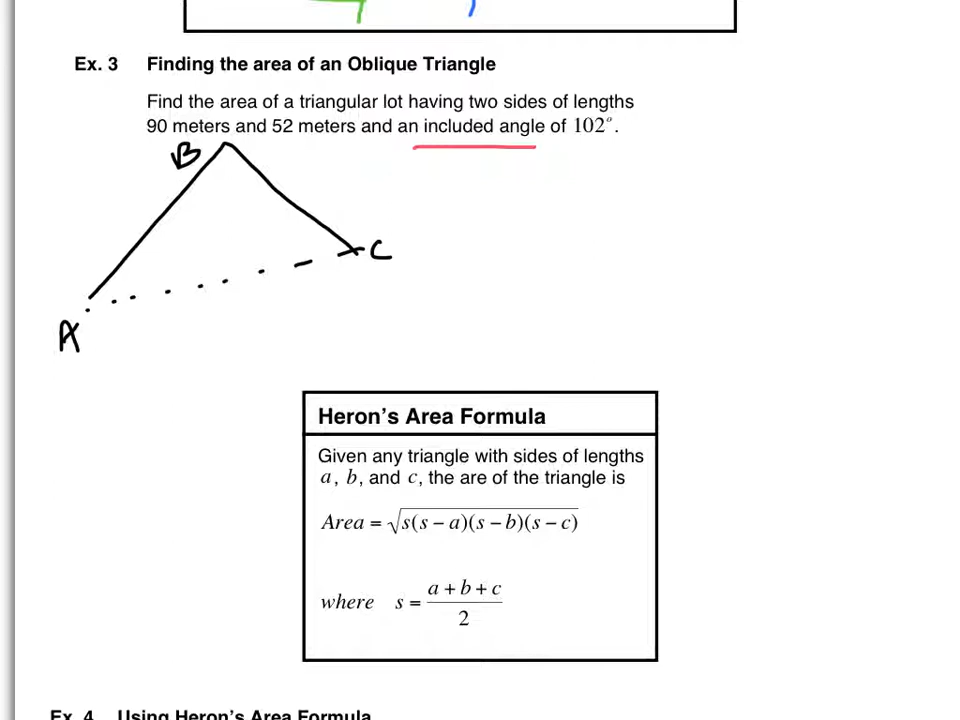 Ex. 3 Finding the area of an Oblique Triangle
Find the area of a triangular lot having two sides of lengths
90 meters and 52 meters and an included angle of 102°.
B
C
A
Heron's Area Formula
Given any triangle with sides of lengths
a, b, and c, the are of the triangle is
Area = √s(s − a)(s − b)(s − c)
where s = (a + b + c)/2
Ex. 4 Using Heron's Area Formula